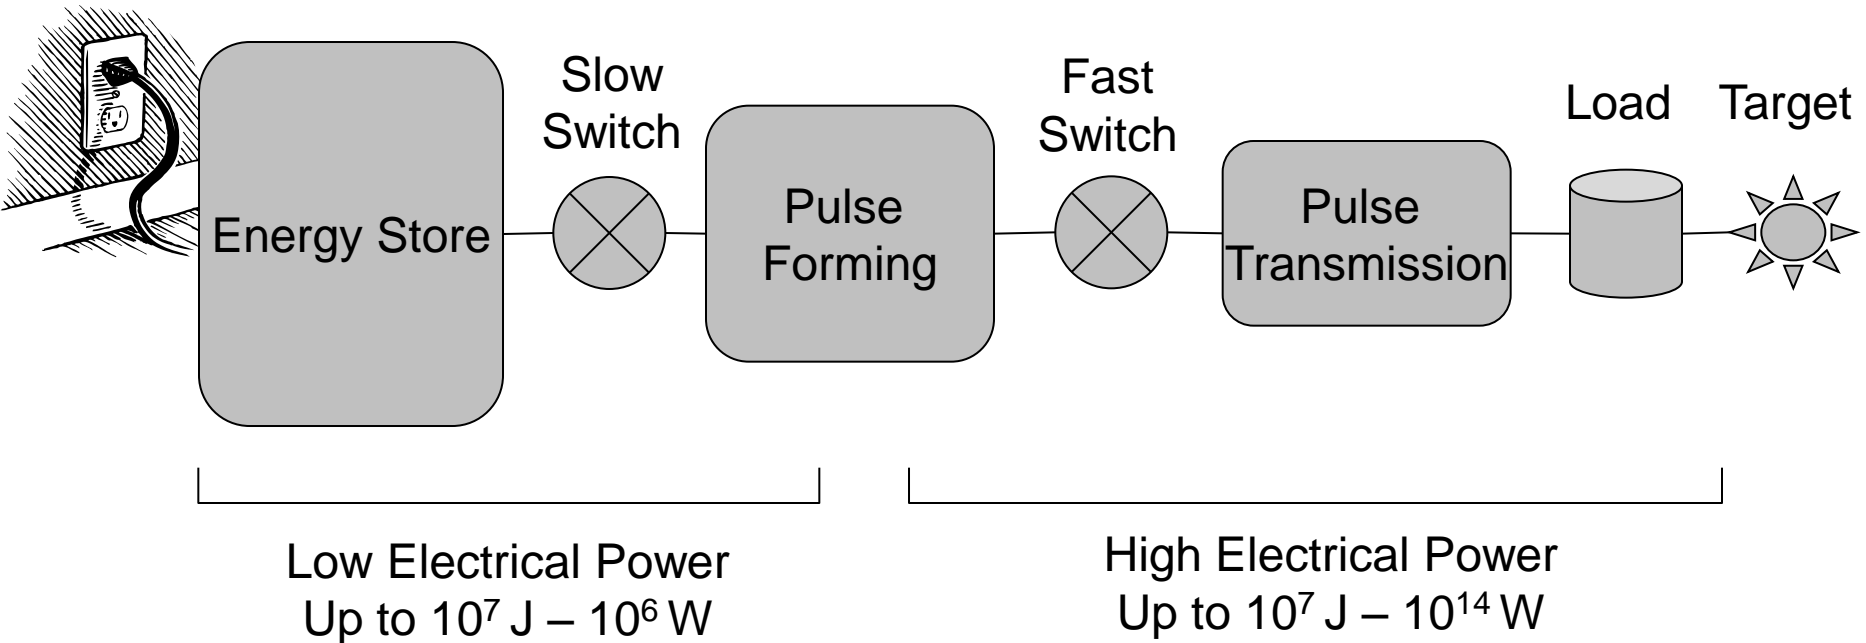 Slow
Switch
Fast
Switch
Load
Target
Energy Store
Pulse
Forming
Pulse
Transmission
Low Electrical Power
Up to 10⁷ J – 10⁶ W
High Electrical Power
Up to 10⁷ J – 10¹⁴ W